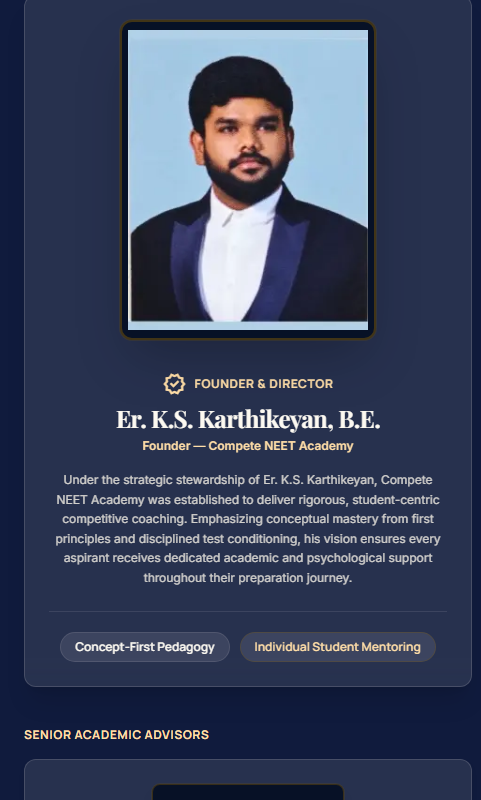 FOUNDER & DIRECTOR
Er. K.S. Karthikeyan, B.E.
Founder — Compete NEET Academy
Under the strategic stewardship of Er. K.S. Karthikeyan, Compete
NEET Academy was established to deliver rigorous, student-centric
competitive coaching. Emphasizing conceptual mastery from first
principles and disciplined test conditioning, his vision ensures every
aspirant receives dedicated academic and psychological support
throughout their preparation journey.
Concept-First Pedagogy
Individual Student Mentoring
SENIOR ACADEMIC ADVISORS